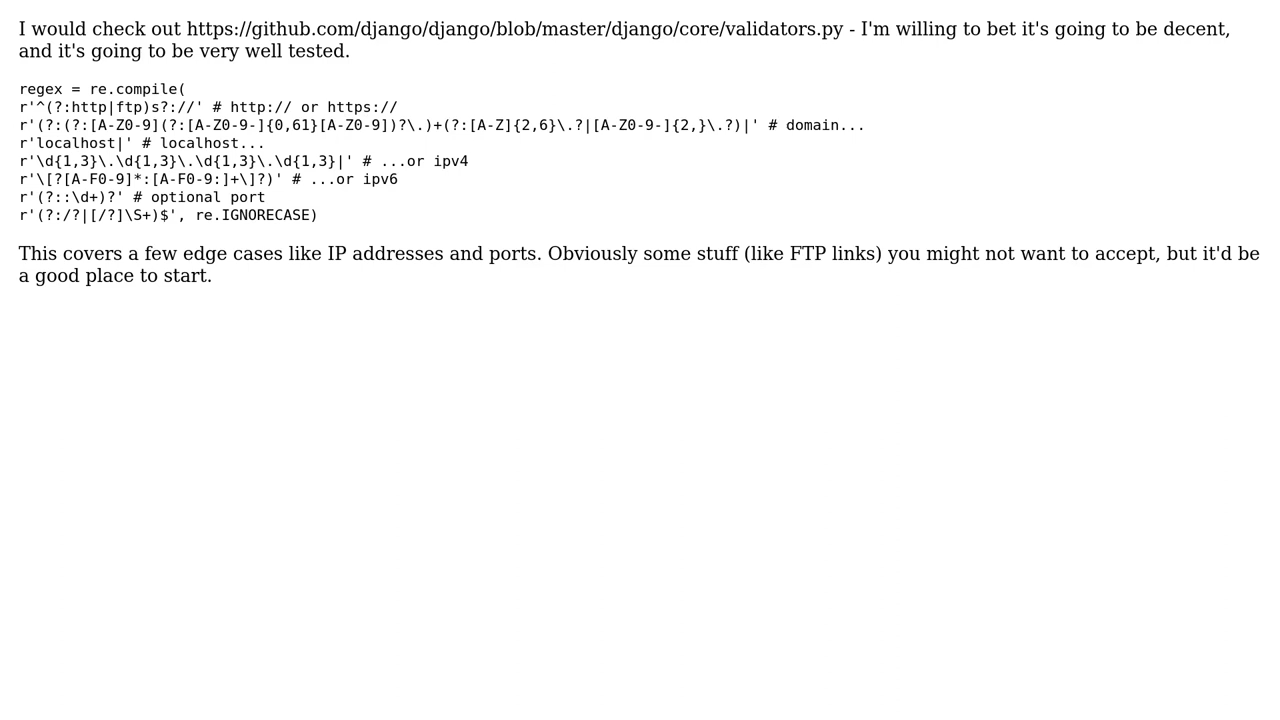 I would check out https://github.com/django/django/blob/master/django/core/validators.py - I'm willing to bet it's going to be decent,
and it's going to be very well tested.
regex = re.compile(
r'^(?:http|ftp)s?://' # http:// or https://
r'(?:(?:[A-Z0-9](?:[A-Z0-9-]{0,61}[A-Z0-9])?\.)+(?:[A-Z]{2,6}\.?|[A-Z0-9-]{2,}\.?)|' # domain...
r'localhost|' # localhost...
r'\d{1,3}\.\d{1,3}\.\d{1,3}\.\d{1,3}|' # ...or ipv4
r'\[?[A-F0-9]*:[A-F0-9:]+\]?)' # ...or ipv6
r'(?::\d+)?' # optional port
r'(?:/?|[/?]\S+)$', re.IGNORECASE)
This covers a few edge cases like IP addresses and ports. Obviously some stuff (like FTP links) you might not want to accept, but it'd be
a good place to start.